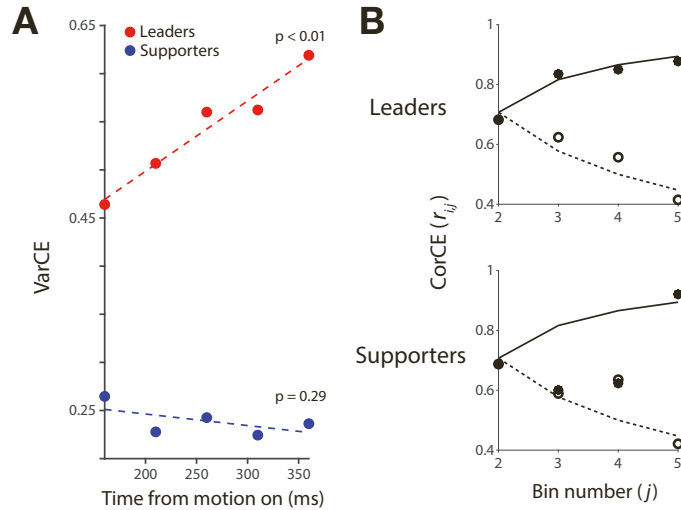 A
B
0.65
Leaders
Supporters
p < 0.01
0.45
VarCE
0.25
p = 0.29
200
250
300
350
Time from motion on (ms)
1
0.8
0.6
0.4
2
3
4
5
Leaders
CorCE (r i,j)
1
0.8
0.6
0.4
2
3
4
5
Supporters
Bin number (j)